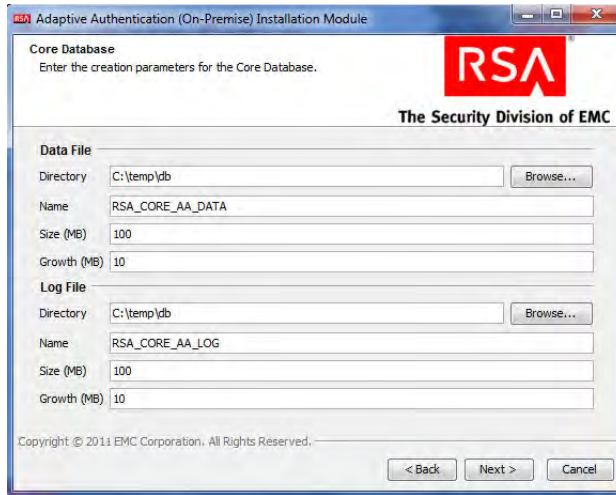 RSA Adaptive Authentication (On-Premise) Installation Module
Core Database
Enter the creation parameters for the Core Database.
RSA
The Security Division of EMC
Data File
Directory C:\temp\db Browse...
Name RSA_CORE_AA_DATA
Size (MB) 100
Growth (MB) 10
Log File
Directory C:\temp\db Browse...
Name RSA_CORE_AA_LOG
Size (MB) 100
Growth (MB) 10
Copyright © 2011 EMC Corporation. All Rights Reserved.
< Back Next > Cancel